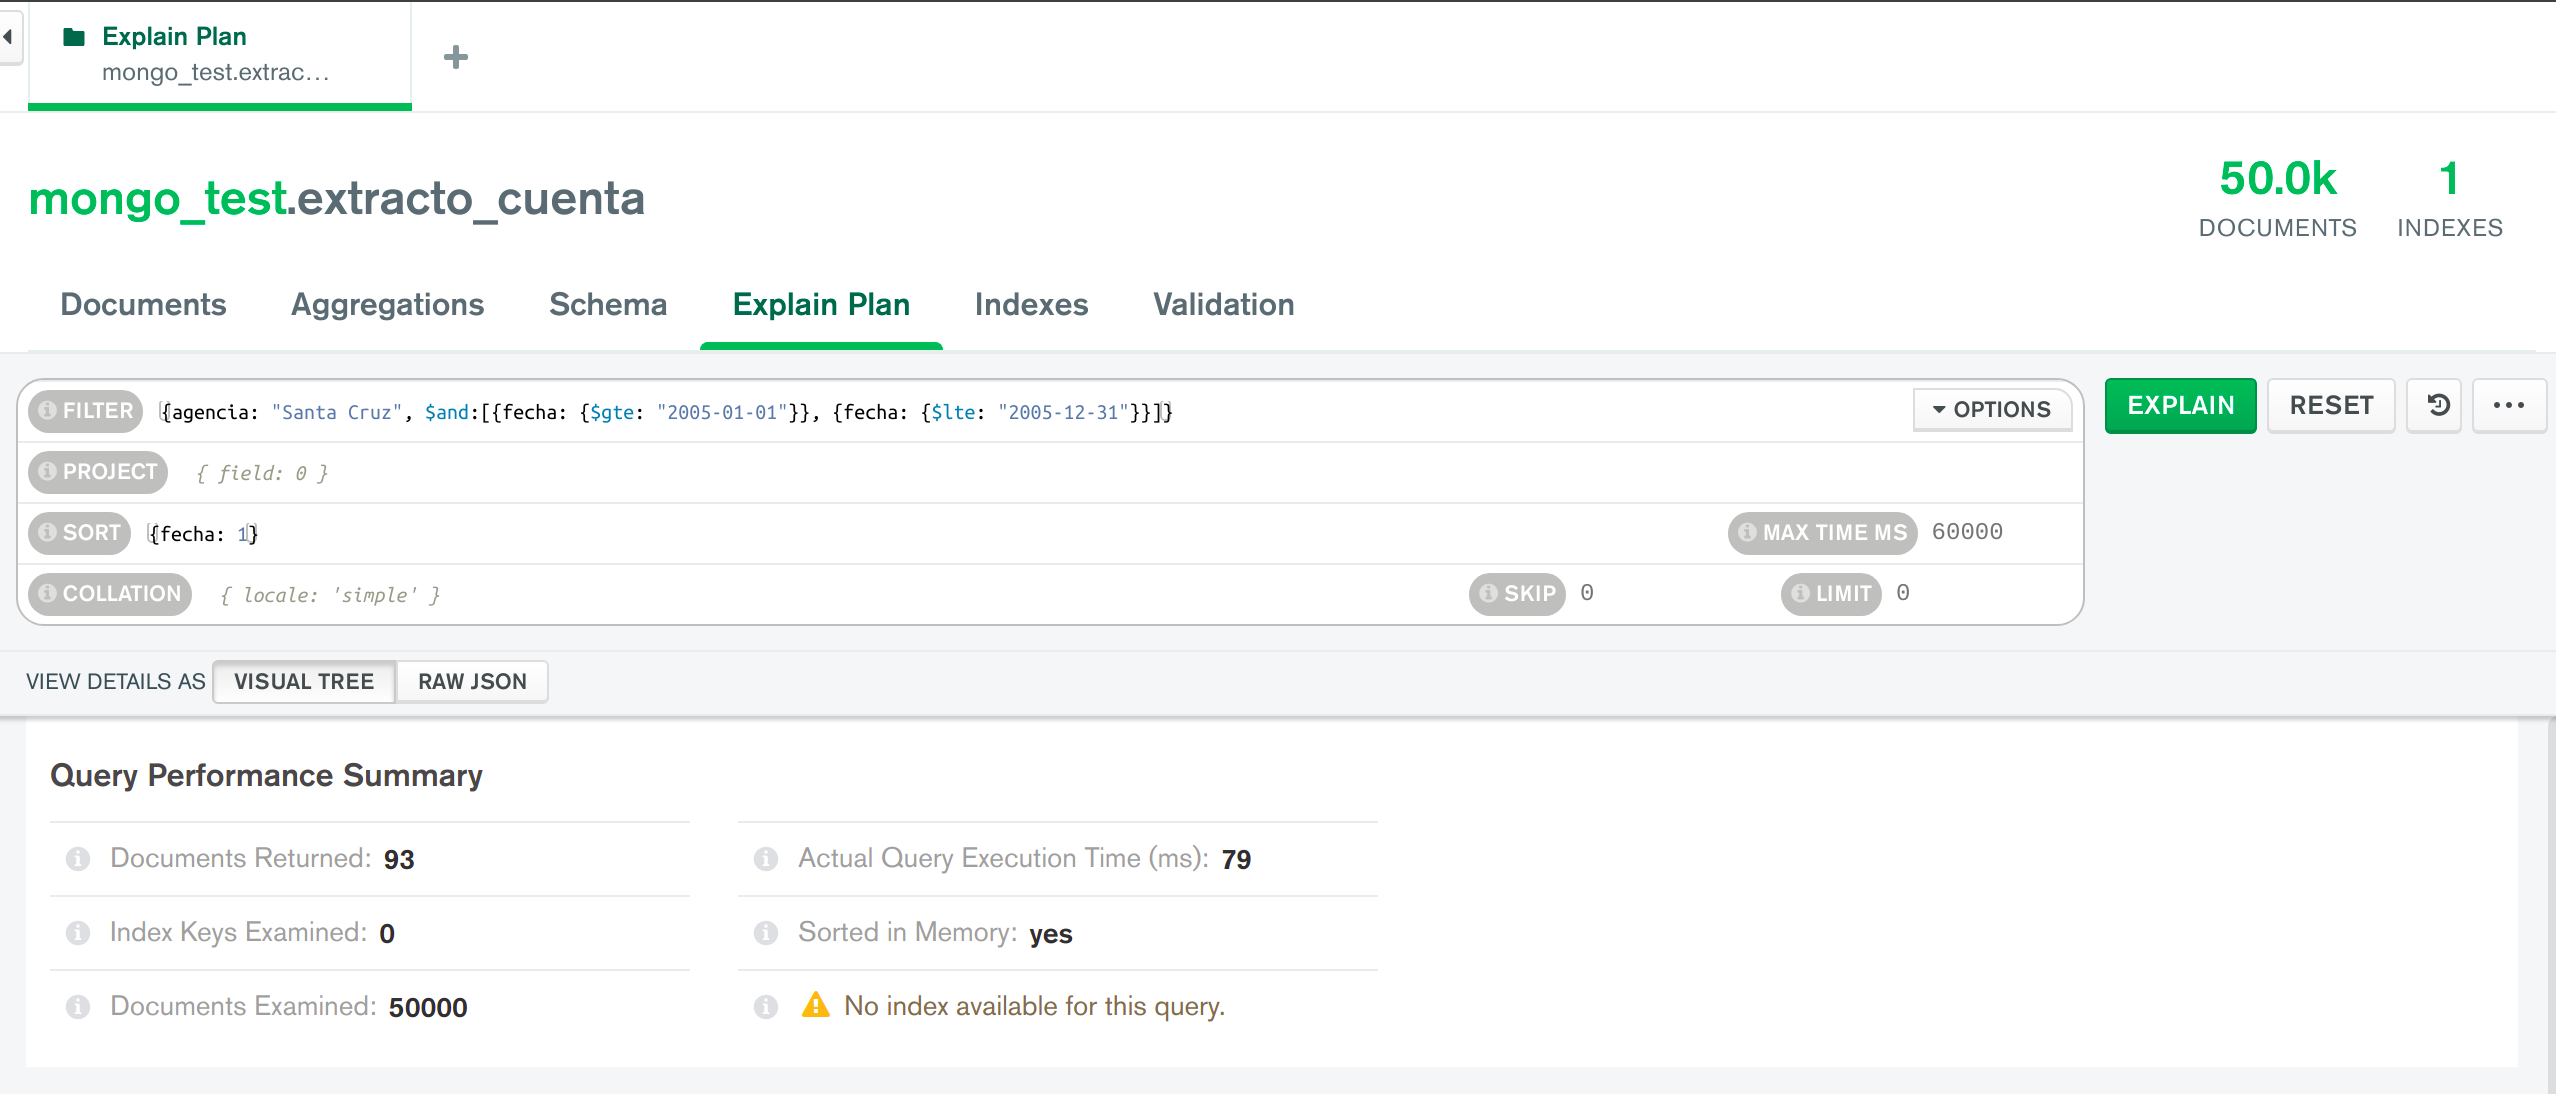 Explain Plan
mongo_test.extrac...
mongo_test.extracto_cuenta
50.0k
DOCUMENTS
1
INDEXES
Documents
Aggregations
Schema
Explain Plan
Indexes
Validation
FILTER {agencia: "Santa Cruz", $and:[{fecha: {$gte: "2005-01-01"}}, {fecha: {$lte: "2005-12-31"}}]}
OPTIONS
EXPLAIN
RESET
PROJECT { field: 0 }
SORT {fecha: 1}
MAX TIME MS 60000
COLLATION { locale: 'simple' }
SKIP 0
LIMIT 0
VIEW DETAILS AS VISUAL TREE RAW JSON
Query Performance Summary
Documents Returned: 93
Actual Query Execution Time (ms): 79
Index Keys Examined: 0
Sorted in Memory: yes
Documents Examined: 50000
No index available for this query.